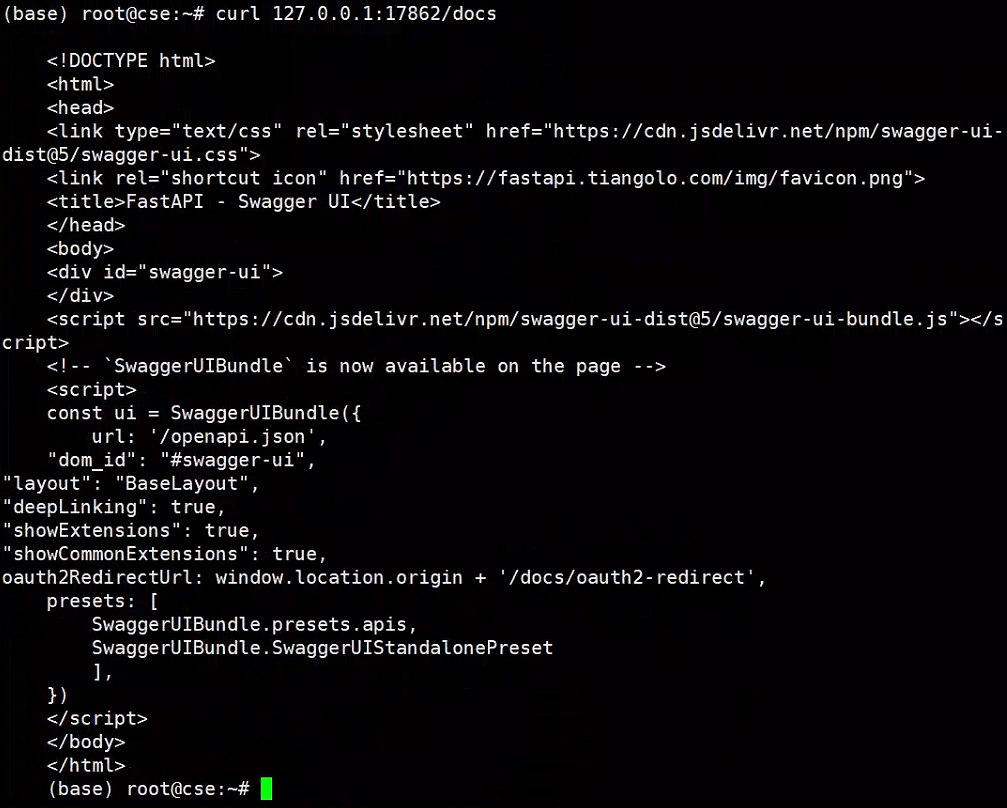 (base) root@cse:~# curl 127.0.0.1:17862/docs
<!DOCTYPE html>
<html>
<head>
<link type="text/css" rel="stylesheet" href="https://cdn.jsdelivr.net/npm/swagger-ui-
dist@5/swagger-ui.css">
<link rel="shortcut icon" href="https://fastapi.tiangolo.com/img/favicon.png">
<title>FastAPI - Swagger UI</title>
</head>
<body>
<div id="swagger-ui">
</div>
<script src="https://cdn.jsdelivr.net/npm/swagger-ui-dist@5/swagger-ui-bundle.js"></s
cript>
<!-- `SwaggerUIBundle` is now available on the page -->
<script>
const ui = SwaggerUIBundle({
url: '/openapi.json',
"dom_id": "#swagger-ui",
"layout": "BaseLayout",
"deepLinking": true,
"showExtensions": true,
"showCommonExtensions": true,
oauth2RedirectUrl: window.location.origin + '/docs/oauth2-redirect',
presets: [
SwaggerUIBundle.presets.apis,
SwaggerUIBundle.SwaggerUIStandalonePreset
],
})
</script>
</body>
</html>
(base) root@cse:~#